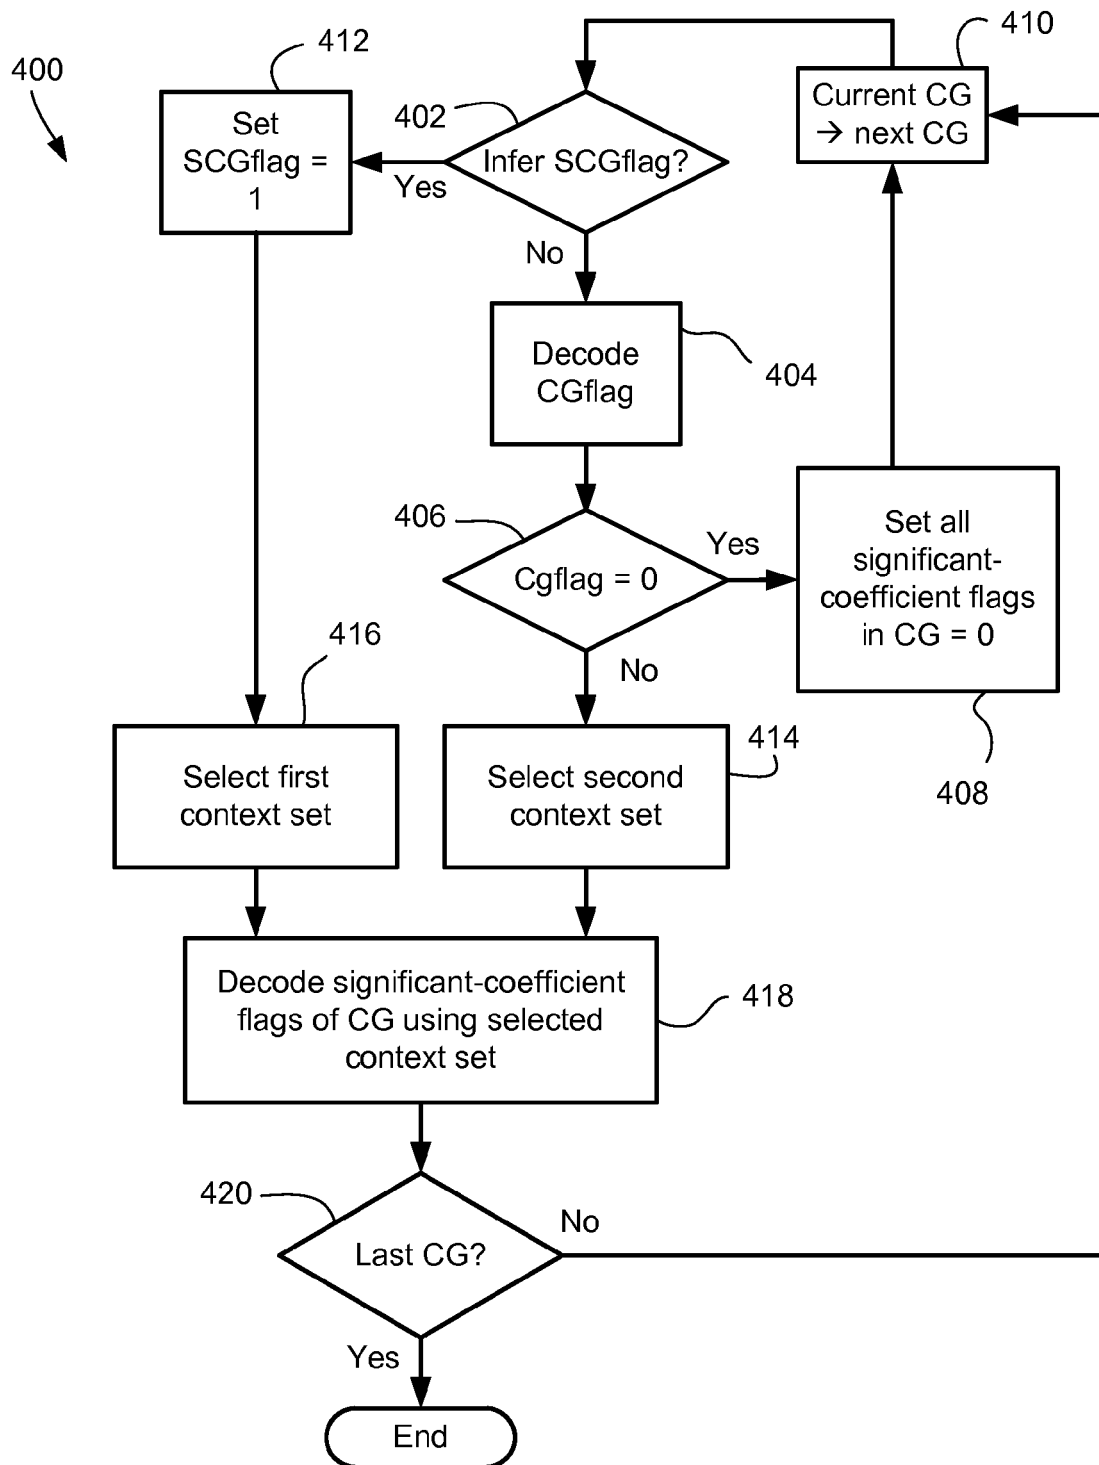 400
412
410
Current CG
→ next CG
Set
SCGflag =
1
402
Infer SCGflag?
Yes
No
Decode
CGflag
404
406
Cgflag = 0
Yes
No
Set all
significant-
coefficient flags
in CG = 0
408
416
Select first
context set
Select second
context set
414
Decode significant-coefficient
flags of CG using selected
context set
418
420
Last CG?
No
Yes
End